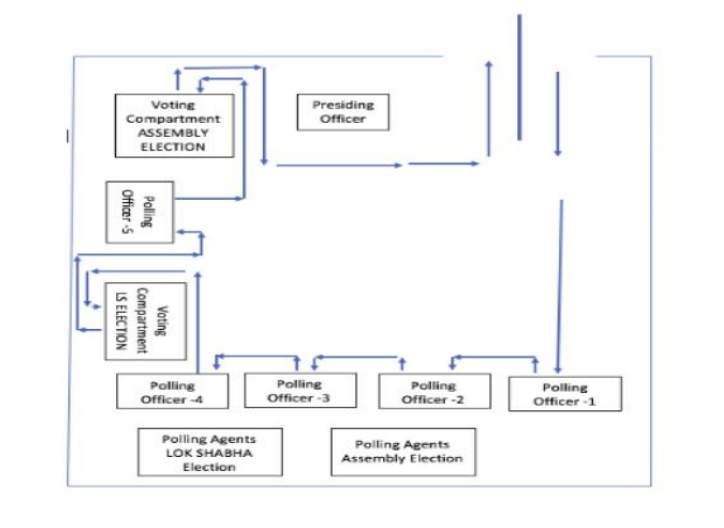 Voting
Compartment
ASSEMBLY
ELECTION
Presiding
Officer
Polling
Officer -5
Voting
Compartment
LS ELECTION
Polling
Officer -4
Polling
Officer -3
Polling
Officer -2
Polling
Officer -1
Polling Agents
LOK SHABHA
Election
Polling Agents
Assembly Election